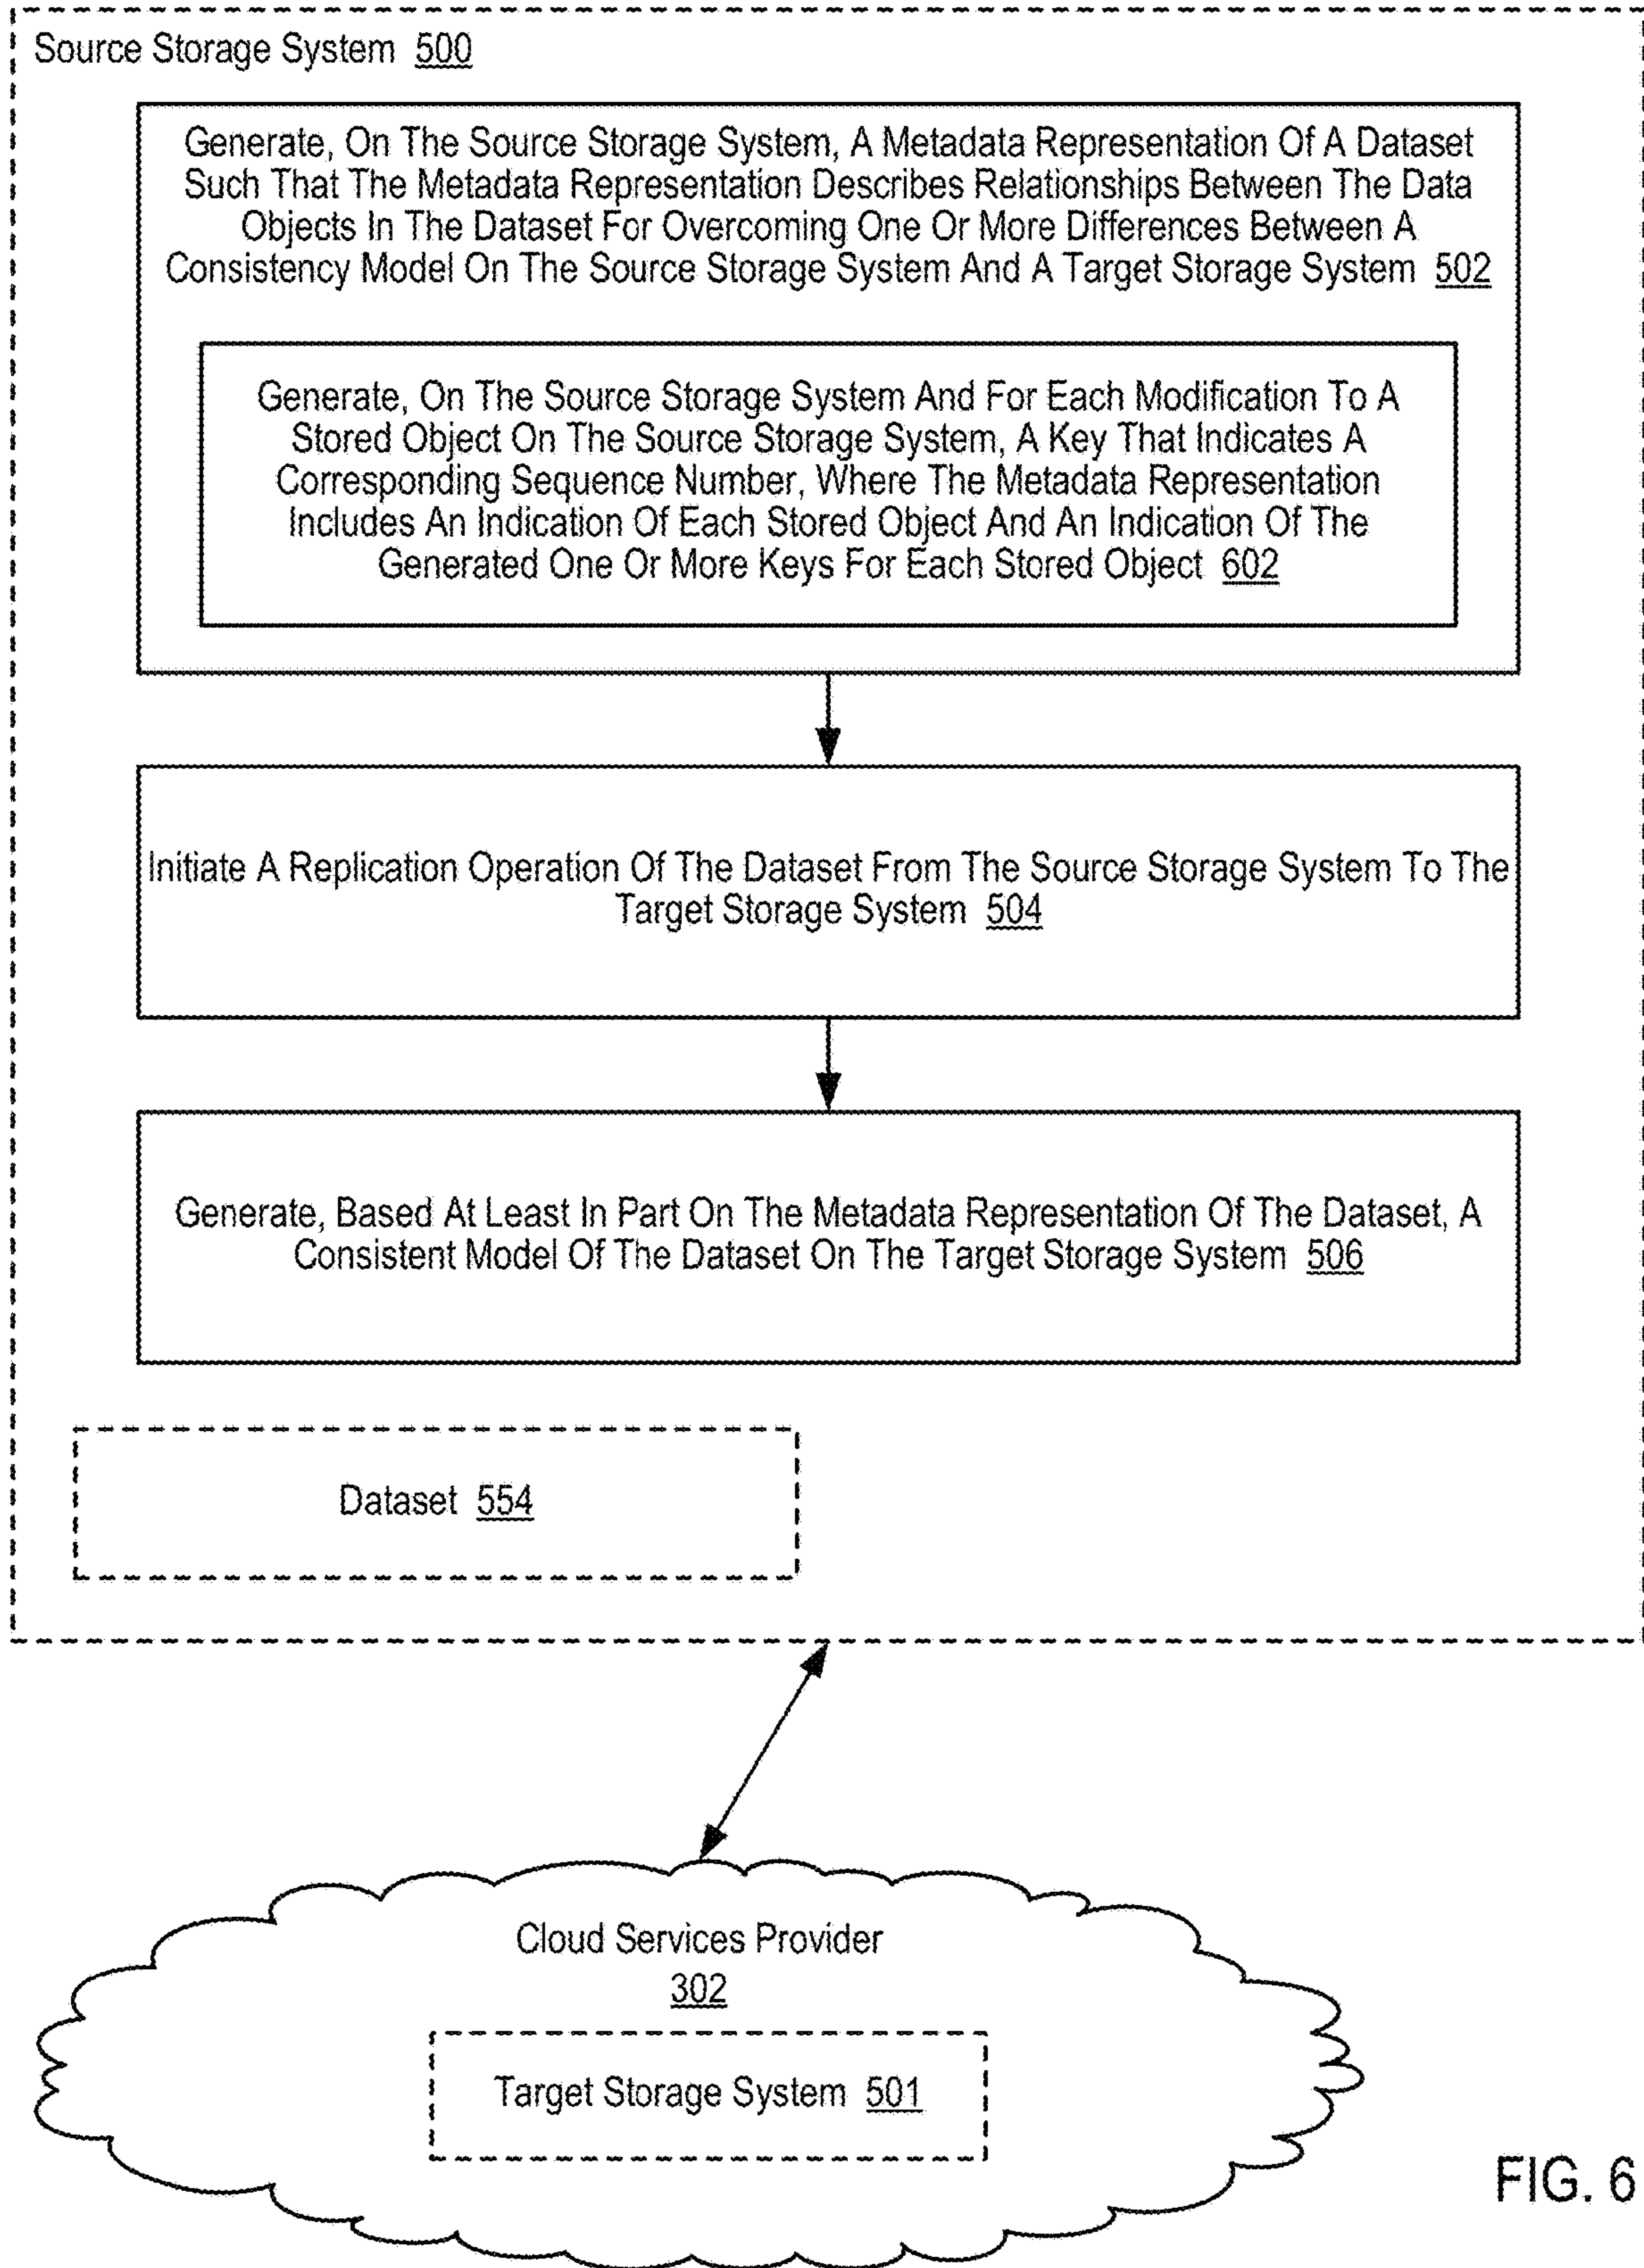 Source Storage System 500
Generate, On The Source Storage System, A Metadata Representation Of A Dataset
Such That The Metadata Representation Describes Relationships Between The Data
Objects In The Dataset For Overcoming One Or More Differences Between A
Consistency Model On The Source Storage System And A Target Storage System 502
Generate, On The Source Storage System And For Each Modification To A
Stored Object On The Source Storage System, A Key That Indicates A
Corresponding Sequence Number, Where The Metadata Representation
Includes An Indication Of Each Stored Object And An Indication Of The
Generated One Or More Keys For Each Stored Object 602
Initiate A Replication Operation Of The Dataset From The Source Storage System To The
Target Storage System 504
Generate, Based At Least In Part On The Metadata Representation Of The Dataset, A
Consistent Model Of The Dataset On The Target Storage System 506
Dataset 554
Cloud Services Provider
302
Target Storage System 501
FIG. 6